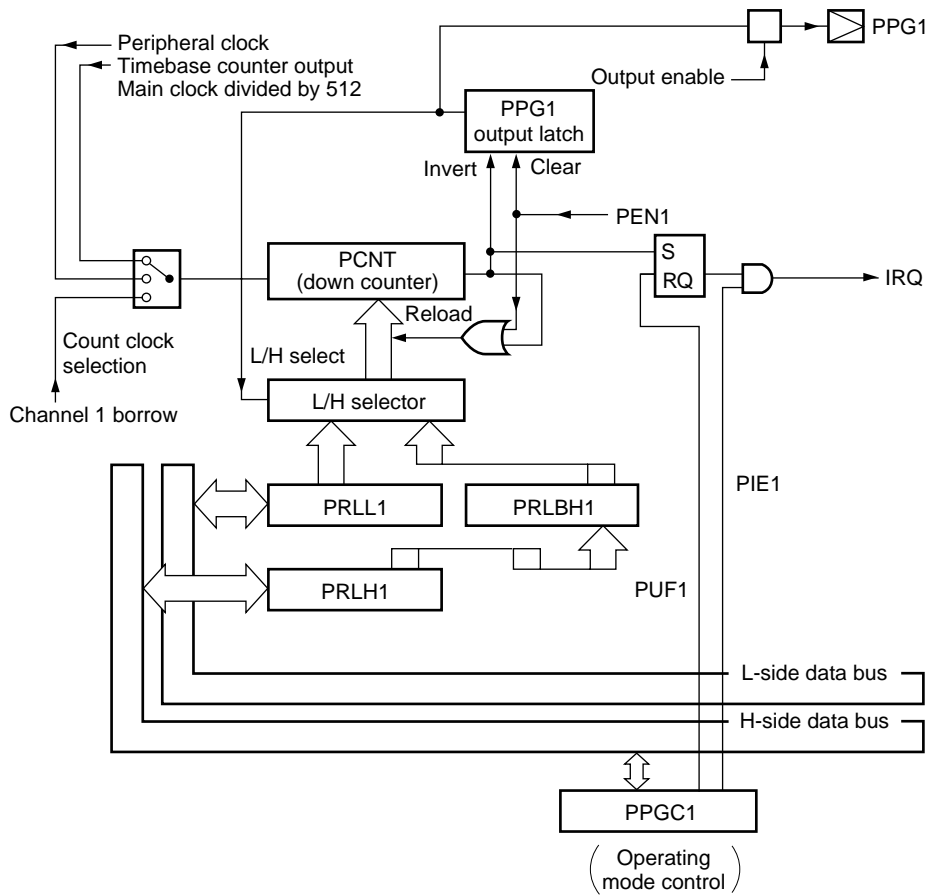 Peripheral clock
Timebase counter output
Main clock divided by 512
PPG1
Output enable
PPG1
output latch
Invert
Clear
PEN1
PCNT
(down counter)
S
RQ
IRQ
Reload
Count clock
selection
L/H select
L/H selector
Channel 1 borrow
PIE1
PRLL1
PRLBH1
PUF1
PRLH1
L-side data bus
H-side data bus
PPGC1
(Operating
mode control)